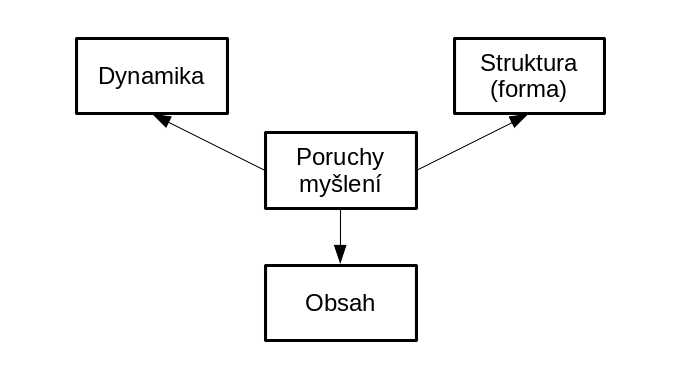 Dynamika
Struktura
(forma)
Poruchy
myšlení
Obsah